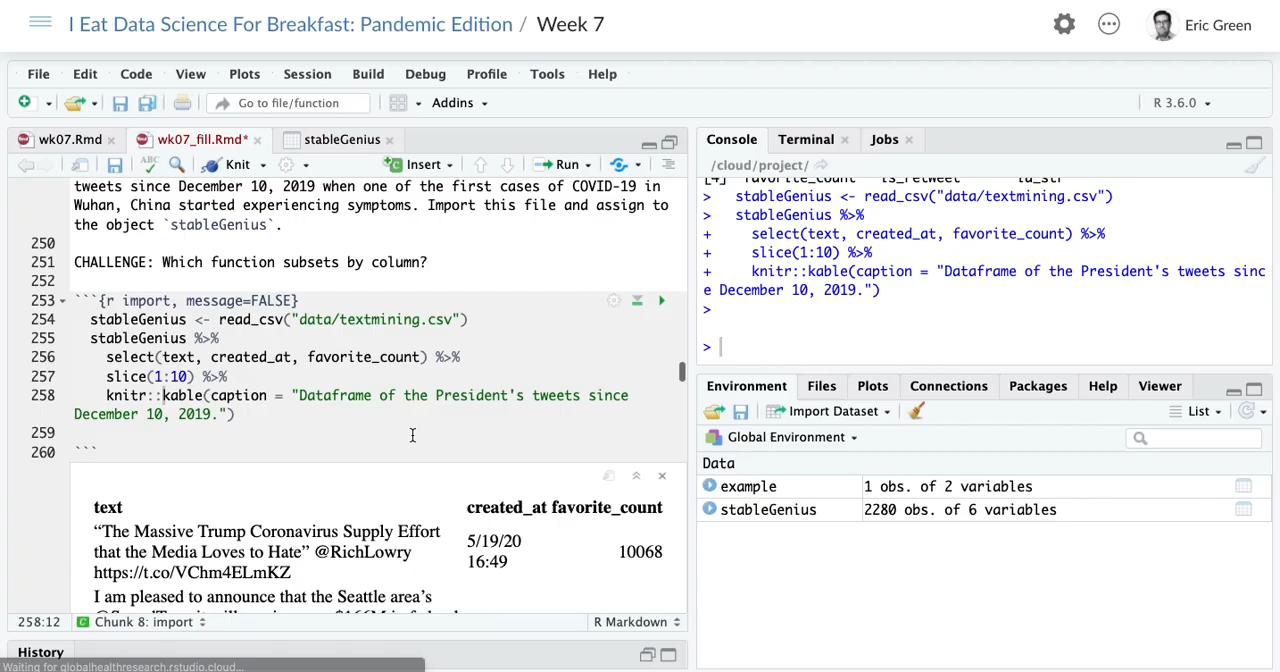 I Eat Data Science For Breakfast: Pandemic Edition / Week 7
Eric Green
File Edit Code View Plots Session Build Debug Profile Tools Help
Go to file/function
Addins
R 3.6.0
wk07.Rmd
wk07_fill.Rmd*
stableGenius
ABC
Knit
Insert
Run
tweets since December 10, 2019 when one of the first cases of COVID-19 in
Wuhan, China started experiencing symptoms. Import this file and assign to
the object `stableGenius`.
250
251 CHALLENGE: Which function subsets by column?
252
253 ```{r import, message=FALSE}
254 stableGenius <- read_csv("data/textmining.csv")
255 stableGenius %>%
256 select(text, created_at, favorite_count) %>%
257 slice(1:10) %>%
258 knitr::kable(caption = "Dataframe of the President's tweets since
December 10, 2019.")
259
260 ```
text created_at favorite_count
“The Massive Trump Coronavirus Supply Effort
that the Media Loves to Hate” @RichLowry
https://t.co/VChm4ELmKZ
5/19/20
16:49
10068
I am pleased to announce that the Seattle area’s
258:12 Chunk 8: import R Markdown
History
Waiting for globalhealthresearch.rstudio.cloud...
Console Terminal Jobs
/cloud/project/
[4] favorite_count is_retweet id_str
> stableGenius <- read_csv("data/textmining.csv")
> stableGenius %>%
+ select(text, created_at, favorite_count) %>%
+ slice(1:10) %>%
+ knitr::kable(caption = "Dataframe of the President's tweets sinc
e December 10, 2019.")
>
>
Environment Files Plots Connections Packages Help Viewer
Import Dataset
List
Global Environment
Data
example 1 obs. of 2 variables
stableGenius 2280 obs. of 6 variables